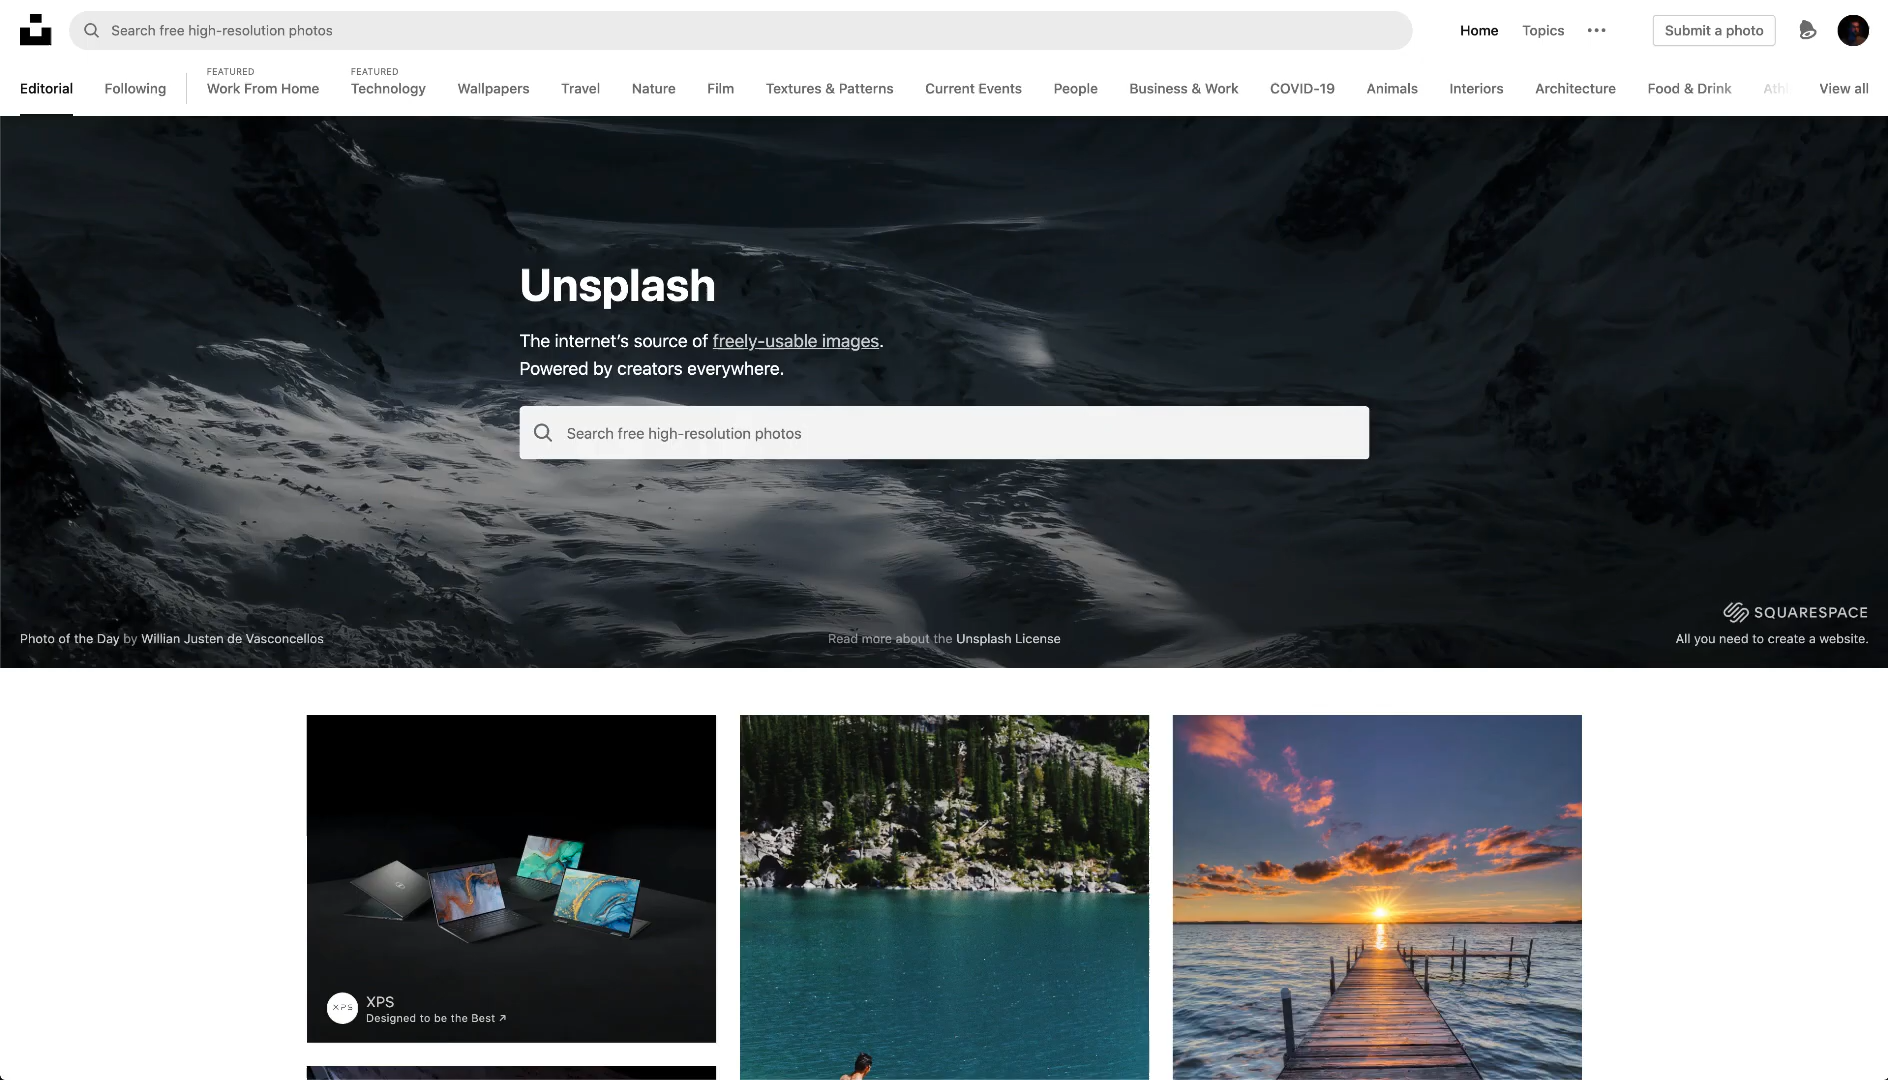 Search free high-resolution photos
Home
Topics
Submit a photo
Editorial
Following
FEATURED
Work From Home
FEATURED
Technology
Wallpapers
Travel
Nature
Film
Textures & Patterns
Current Events
People
Business & Work
COVID-19
Animals
Interiors
Architecture
Food & Drink
View all
Unsplash
The internet’s source of freely-usable images.
Powered by creators everywhere.
Search free high-resolution photos
SQUARESPACE
Photo of the Day by Willian Justen de Vasconcellos
Read more about the Unsplash License
All you need to create a website.
XPS
XPS
Designed to be the Best ↗